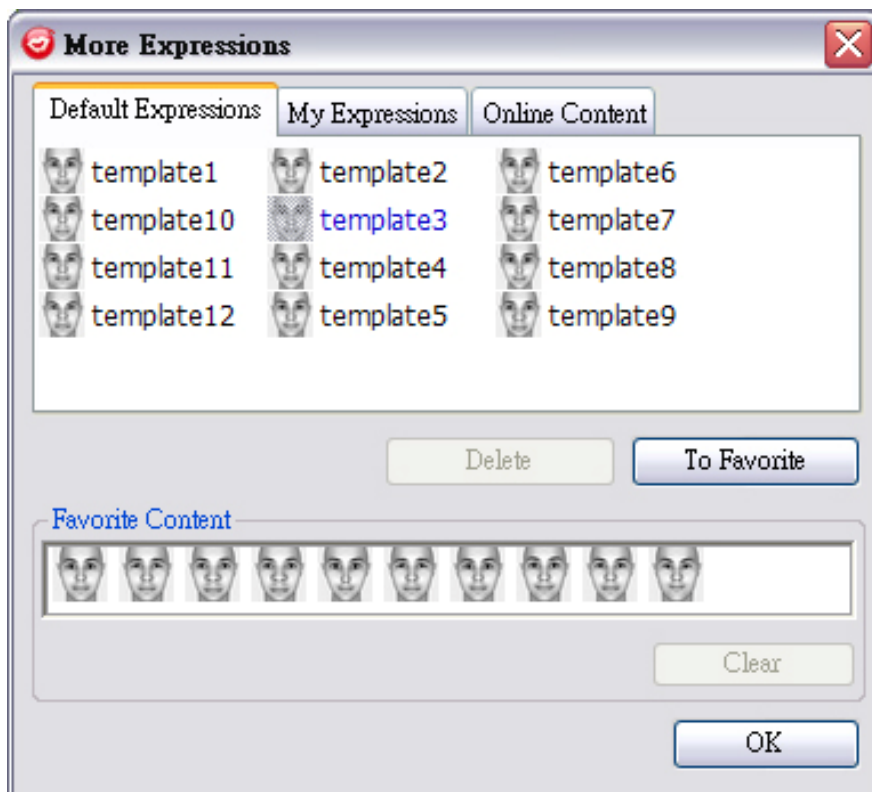 More Expressions
Default Expressions My Expressions Online Content
template1 template2 template6
template10 template3 template7
template11 template4 template8
template12 template5 template9
Delete To Favorite
Favorite Content
Clear
OK